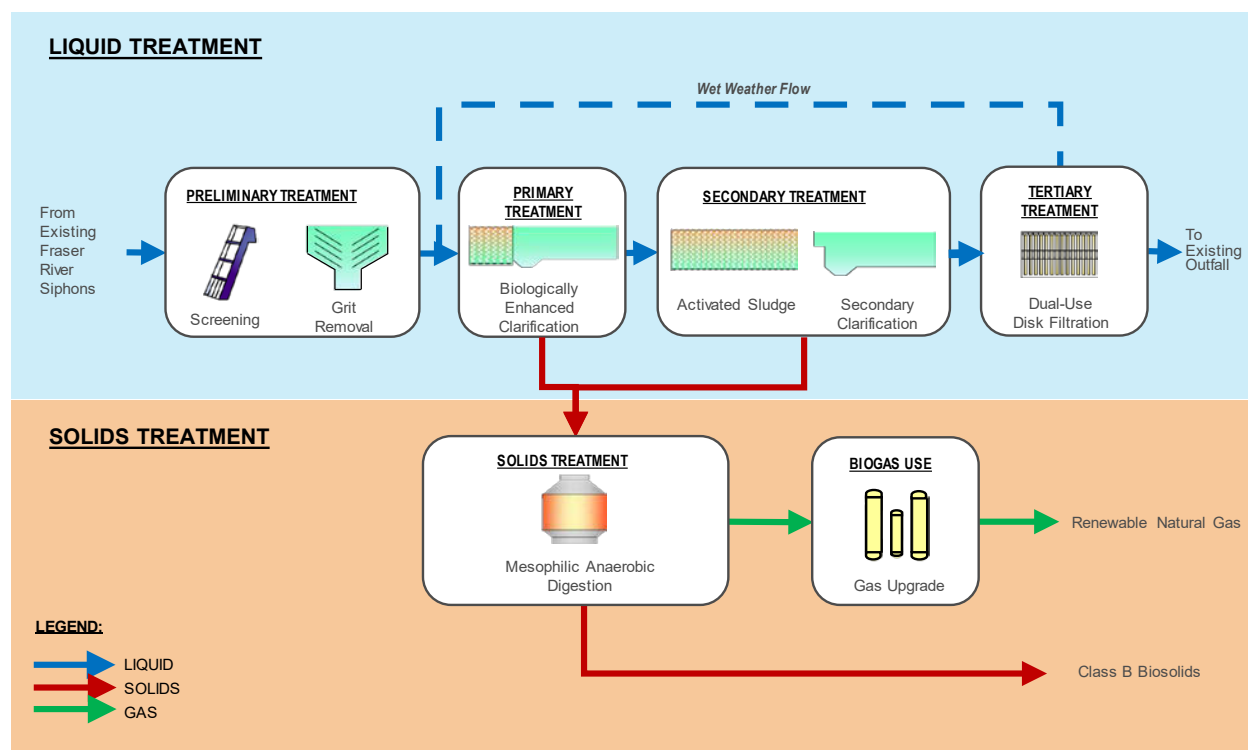 LIQUID TREATMENT
Wet Weather Flow
From
Existing
Fraser
River
Siphons
PRELIMINARY TREATMENT
Screening
Grit
Removal
PRIMARY
TREATMENT
Biologically
Enhanced
Clarification
SECONDARY TREATMENT
Activated Sludge
Secondary
Clarification
TERTIARY
TREATMENT
Dual-Use
Disk Filtration
To
Existing
Outfall
SOLIDS TREATMENT
SOLIDS TREATMENT
Mesophilic Anaerobic
Digestion
BIOGAS USE
Gas Upgrade
Renewable Natural Gas
Class B Biosolids
LEGEND:
LIQUID
SOLIDS
GAS